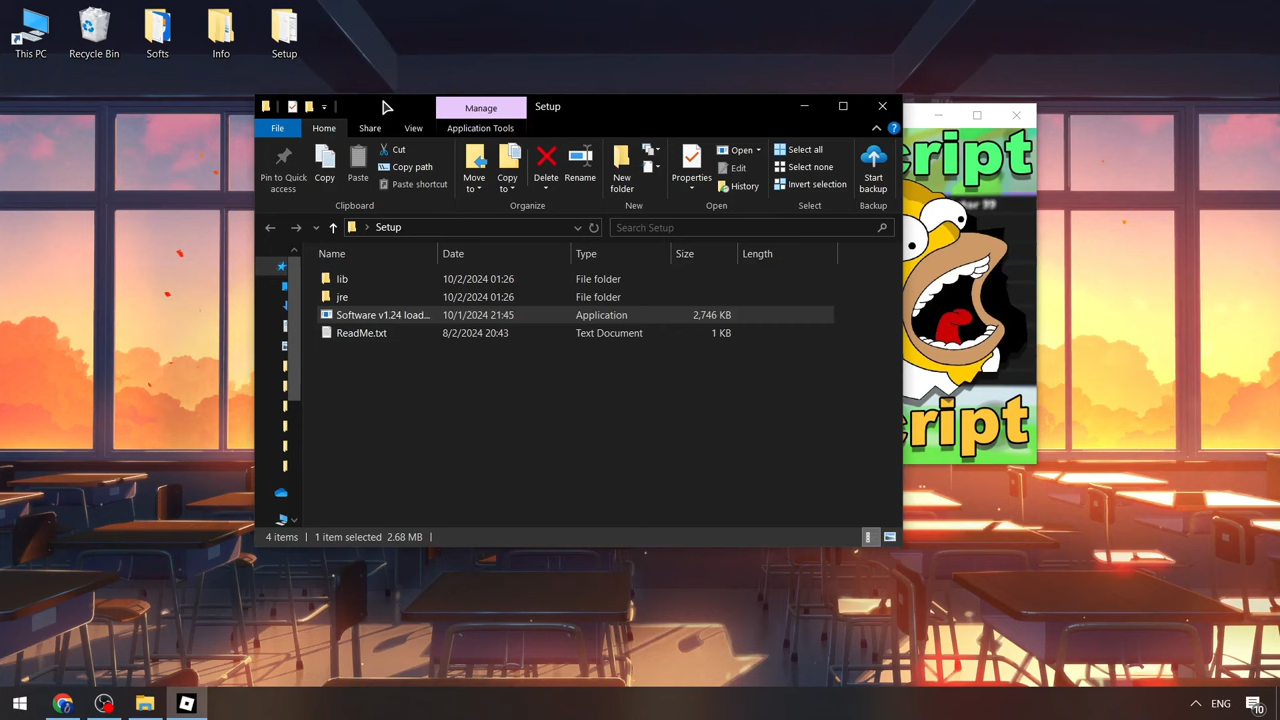 This PC
Recycle Bin
Softs
Info
Setup
Manage
Setup
File
Home
Share
View
Application Tools
Pin to Quick access
Copy
Paste
Cut
Copy path
Paste shortcut
Move to
Copy to
Delete
Rename
New folder
Properties
Open
Edit
History
Select all
Select none
Invert selection
Start backup
Clipboard
Organize
New
Open
Select
Backup
Setup
Search Setup
Name
Date
Type
Size
Length
lib
10/2/2024 01:26
File folder
jre
10/2/2024 01:26
File folder
Software v1.24 load...
10/1/2024 21:45
Application
2,746 KB
ReadMe.txt
8/2/2024 20:43
Text Document
1 KB
4 items
1 item selected 2.68 MB
cript
99
cript
ENG
10